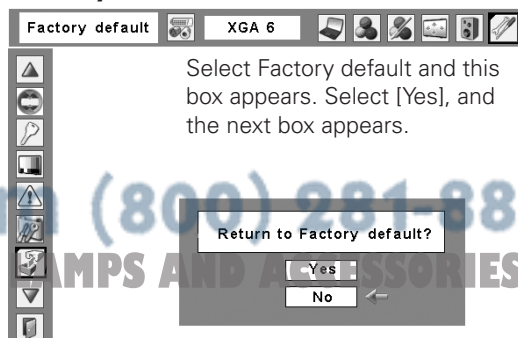 Factory default XGA 6
Select Factory default and this
box appears. Select [Yes], and
the next box appears.
m (800) 281-88
Return to Factory default?
AMPS AND ACCESSORIES
Yes
No